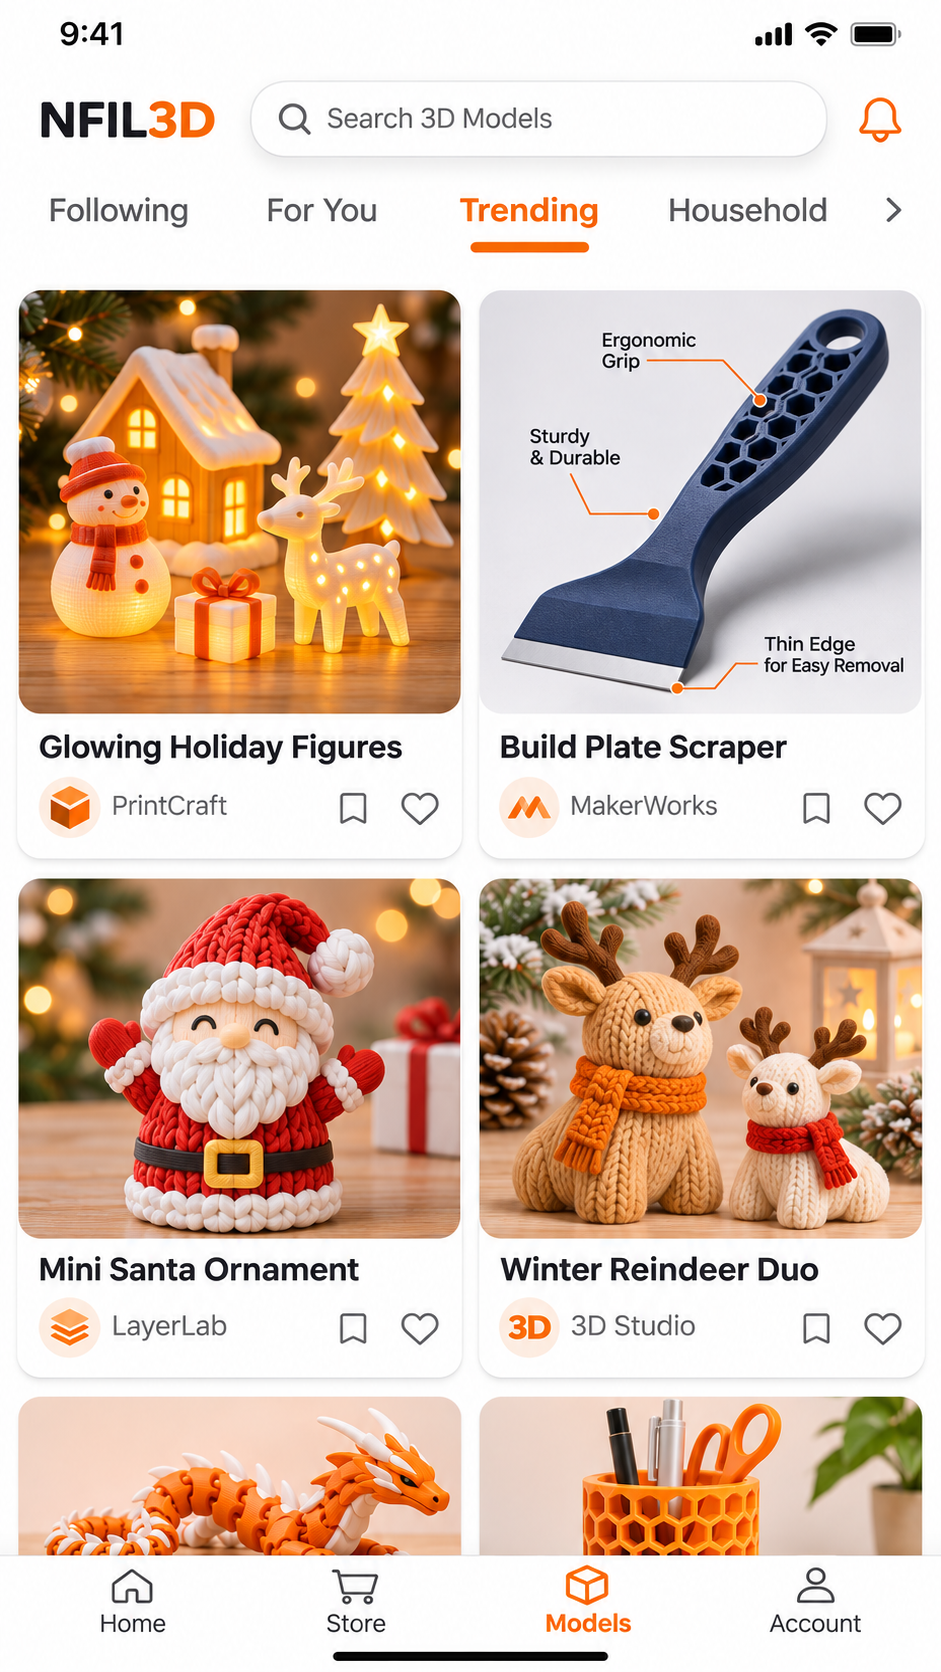 9:41
NFIL3D
Search 3D Models
Following
For You
Trending
Household
Ergonomic
Grip
Sturdy
& Durable
Thin Edge
for Easy Removal
Glowing Holiday Figures
PrintCraft
Build Plate Scraper
MakerWorks
Mini Santa Ornament
LayerLab
Winter Reindeer Duo
3D
3D Studio
Home
Store
Models
Account